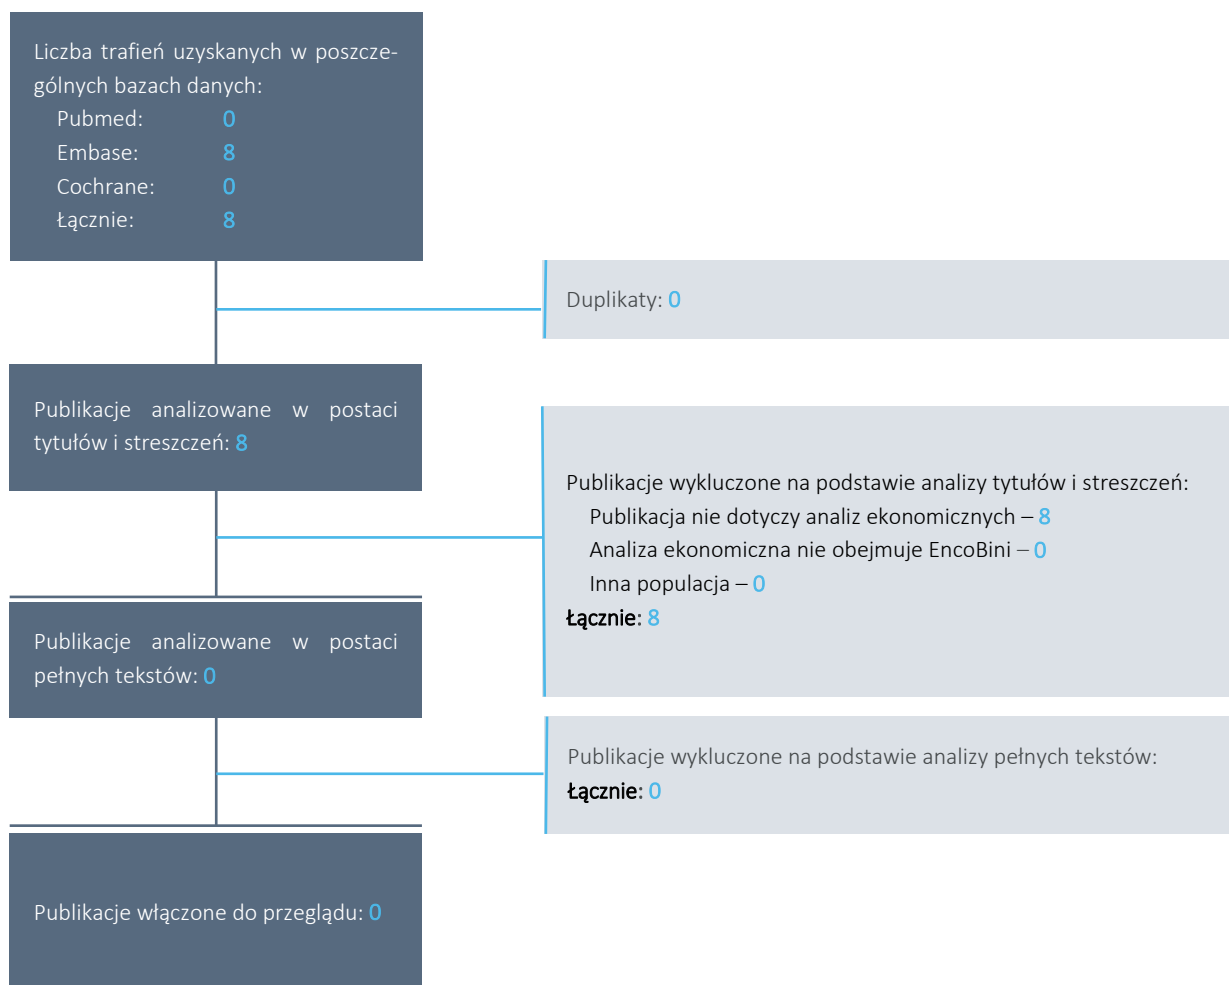 Liczba trafień uzyskanych w poszcze-
gólnych bazach danych:
Pubmed: 0
Embase: 8
Cochrane: 0
Łącznie: 8
Duplikaty: 0
Publikacje analizowane w postaci
tytułów i streszczeń: 8
Publikacje wykluczone na podstawie analizy tytułów i streszczeń:
Publikacja nie dotyczy analiz ekonomicznych – 8
Analiza ekonomiczna nie obejmuje EncoBini – 0
Inna populacja – 0
Łącznie: 8
Publikacje analizowane w postaci
pełnych tekstów: 0
Publikacje wykluczone na podstawie analizy pełnych tekstów:
Łącznie: 0
Publikacje włączone do przeglądu: 0